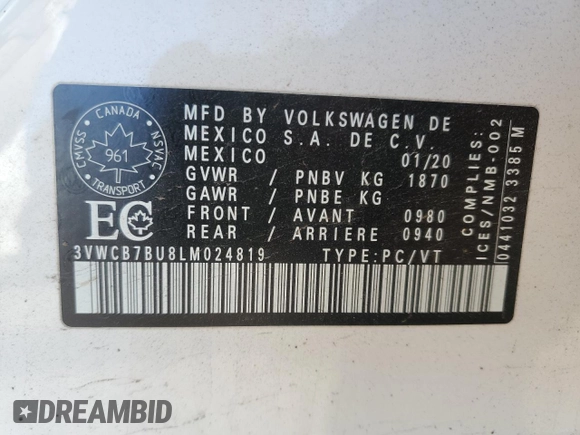 CMVSS · CANADA · NSVAC
961
TRANSPORT
EC
MFD BY VOLKSWAGEN DE
MEXICO S.A. DE C.V.
MEXICO 01/20
GVWR / PNBV KG 1870
GAWR / PNBE KG
FRONT / AVANT 0980
REAR / ARRIERE 0940
3VWCB7BU8LM024819 TYPE:PC/VT
COMPLIES:
ICES/NMB-002
0441032 3385 M
DREAMBID